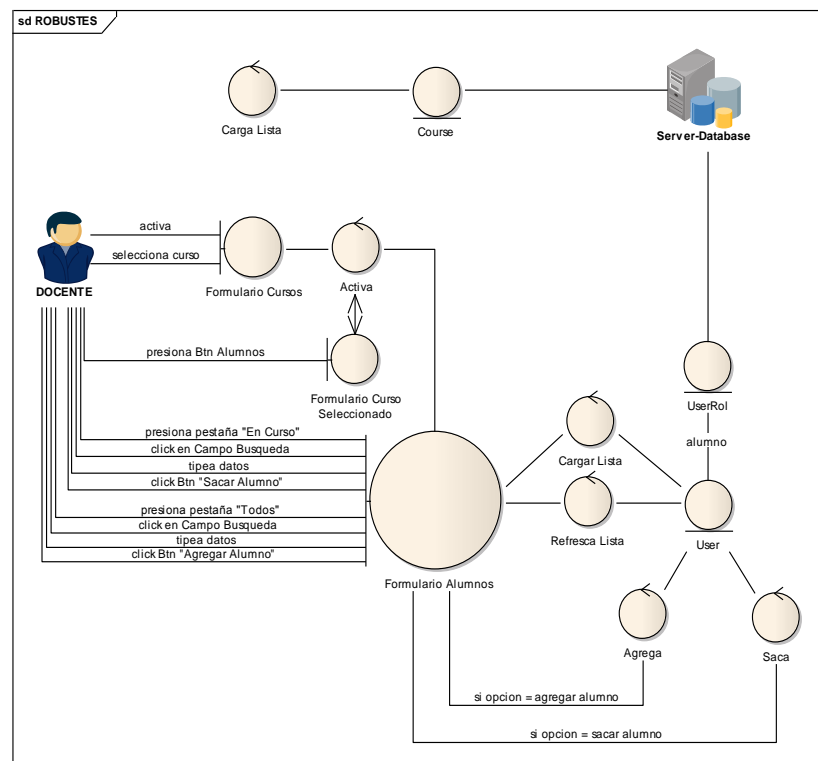 sd ROBUSTES
Carga Lista
Course
Server-Database
activa
selecciona curso
DOCENTE
Formulario Cursos
Activa
presiona Btn Alumnos
Formulario Curso
Seleccionado
UserRol
alumno
presiona pestaña "En Curso"
click en Campo Busqueda
tipea datos
click Btn "Sacar Alumno"
presiona pestaña "Todos"
click en Campo Busqueda
tipea datos
click Btn "Agregar Alumno"
Cargar Lista
Refresca Lista
User
Formulario Alumnos
Agrega
Saca
si opcion = agregar alumno
si opcion = sacar alumno